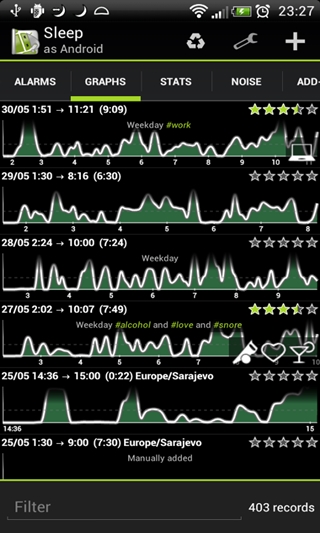 23:27
Sleep
as Android
ALARMS GRAPHS STATS NOISE ADD-
30/05 1:51 → 11:21 (9:09)
Weekday #work
2 3 4 5 6 7 8 9 10 11
29/05 1:30 → 8:16 (6:30)
2 3 4 5 6 7 8
28/05 2:24 → 10:00 (7:24)
Weekday
3 4 5 6 7 8 9
27/05 2:02 → 10:07 (7:49)
Weekday #alcohol and #love and #snore
3 4 5 6 7
25/05 14:36 → 15:00 (0:22) Europe/Sarajevo
14:36 15
25/05 1:30 → 9:00 (7:30) Europe/Sarajevo
Manually added
Filter 403 records